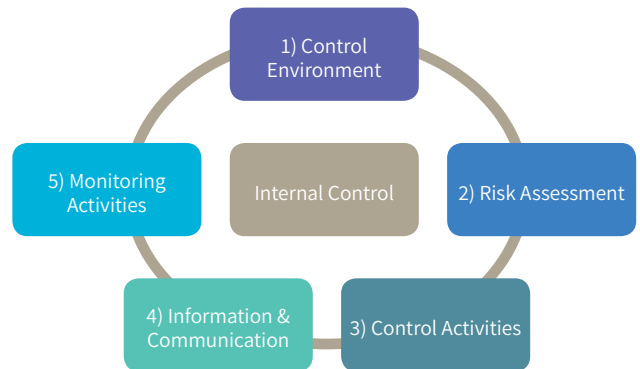 1) Control
Environment
5) Monitoring
Activities
Internal Control
2) Risk Assessment
4) Information &
Communication
3) Control Activities